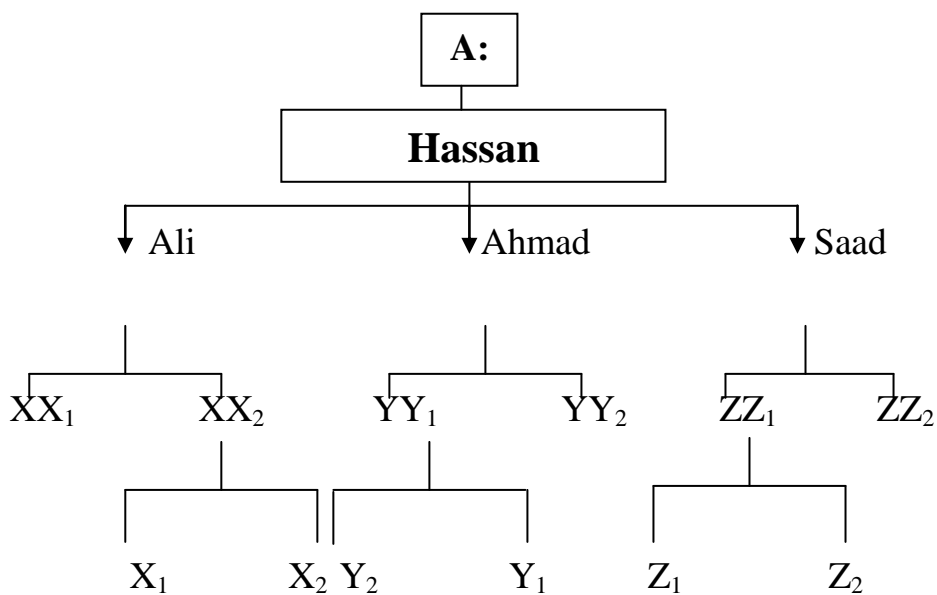 A:
Hassan
Ali Ahmad Saad
XX₁ XX₂ YY₁ YY₂ ZZ₁ ZZ₂
X₁ X₂ Y₂ Y₁ Z₁ Z₂